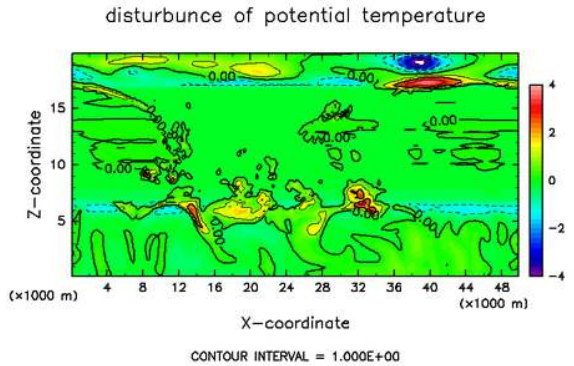 disturbunce of potential temperature
0.00
0.00
4
2
0
-2
-4
15
10
5
Z-coordinate
0.00
0.00
0.00
0.00
0.00
(×1000 m)
4 8 12 16 20 24 28 32 36 40 44 48
(×1000 m)
X-coordinate
CONTOUR INTERVAL = 1.000E+00